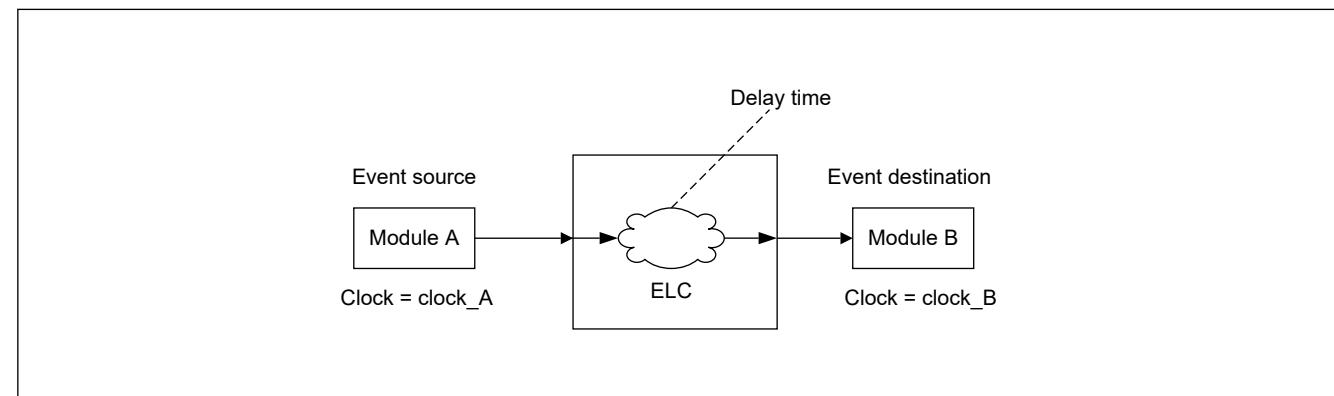 Delay time
Event source
Event destination
Module A
Module B
ELC
Clock = clock_A
Clock = clock_B